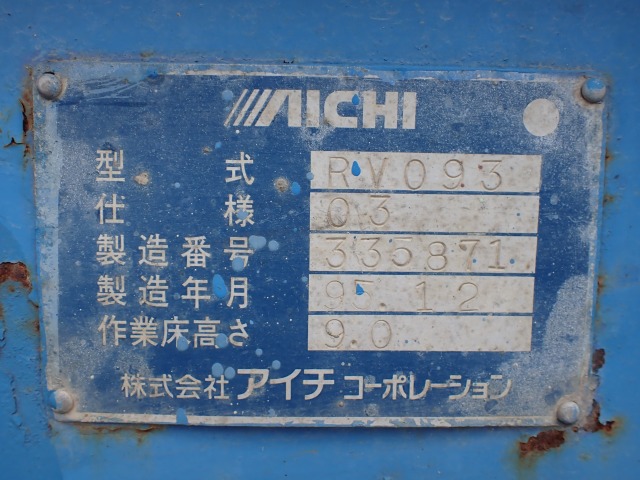 AICHI
型式 RV093
仕様 03
製造番号 335871
製造年月 95.12
作業床高さ 9.0
株式会社アイチコーポレーション